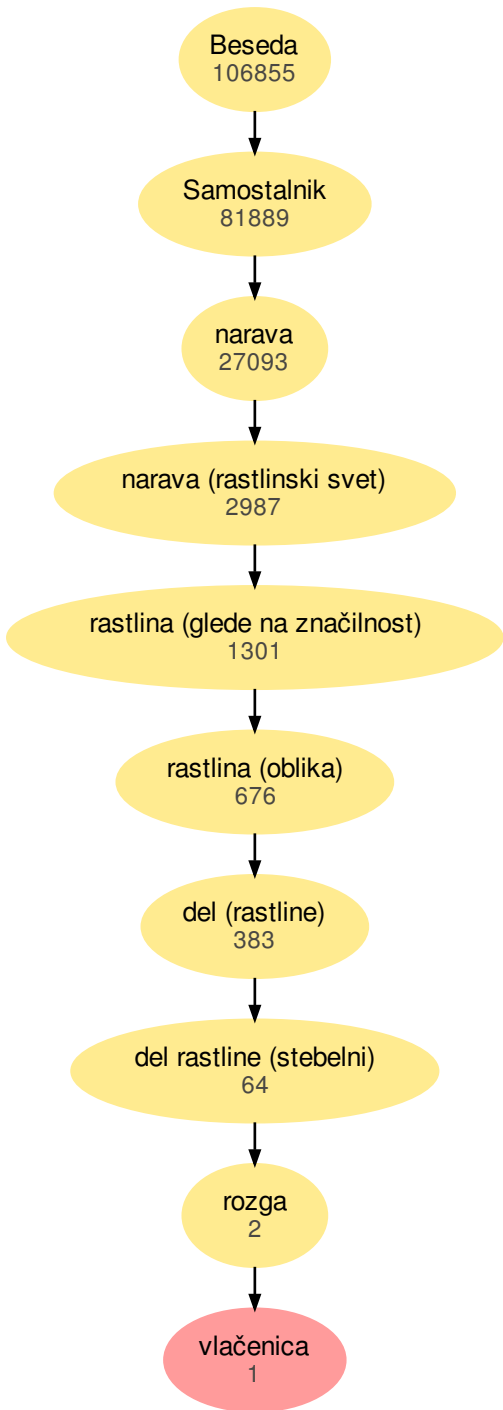 Beseda
106855
Samostalnik
81889
narava
27093
narava (rastlinski svet)
2987
rastlina (glede na značilnost)
1301
rastlina (oblika)
676
del (rastline)
383
del rastline (stebelni)
64
rozga
2
vlačenica
1